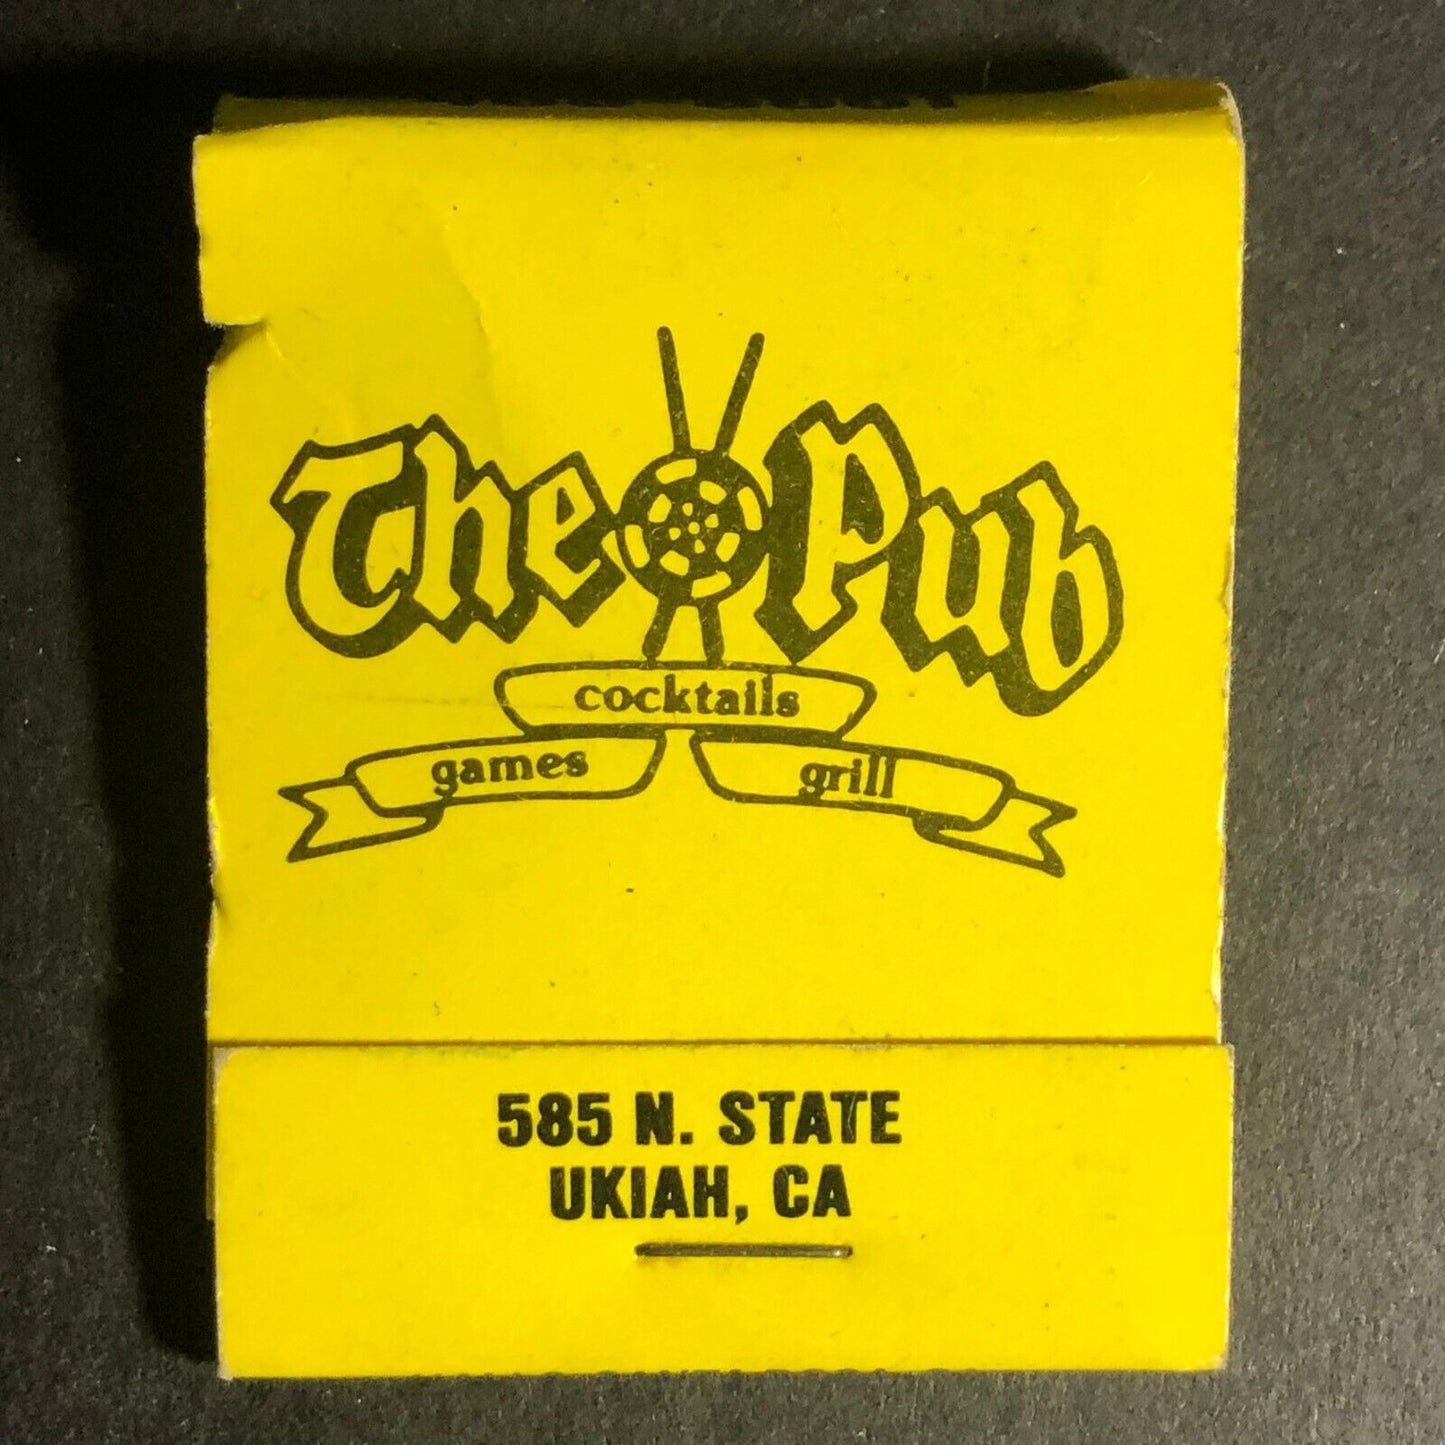 The Pub
cocktails
games grill
585 N. STATE
UKIAH, CA